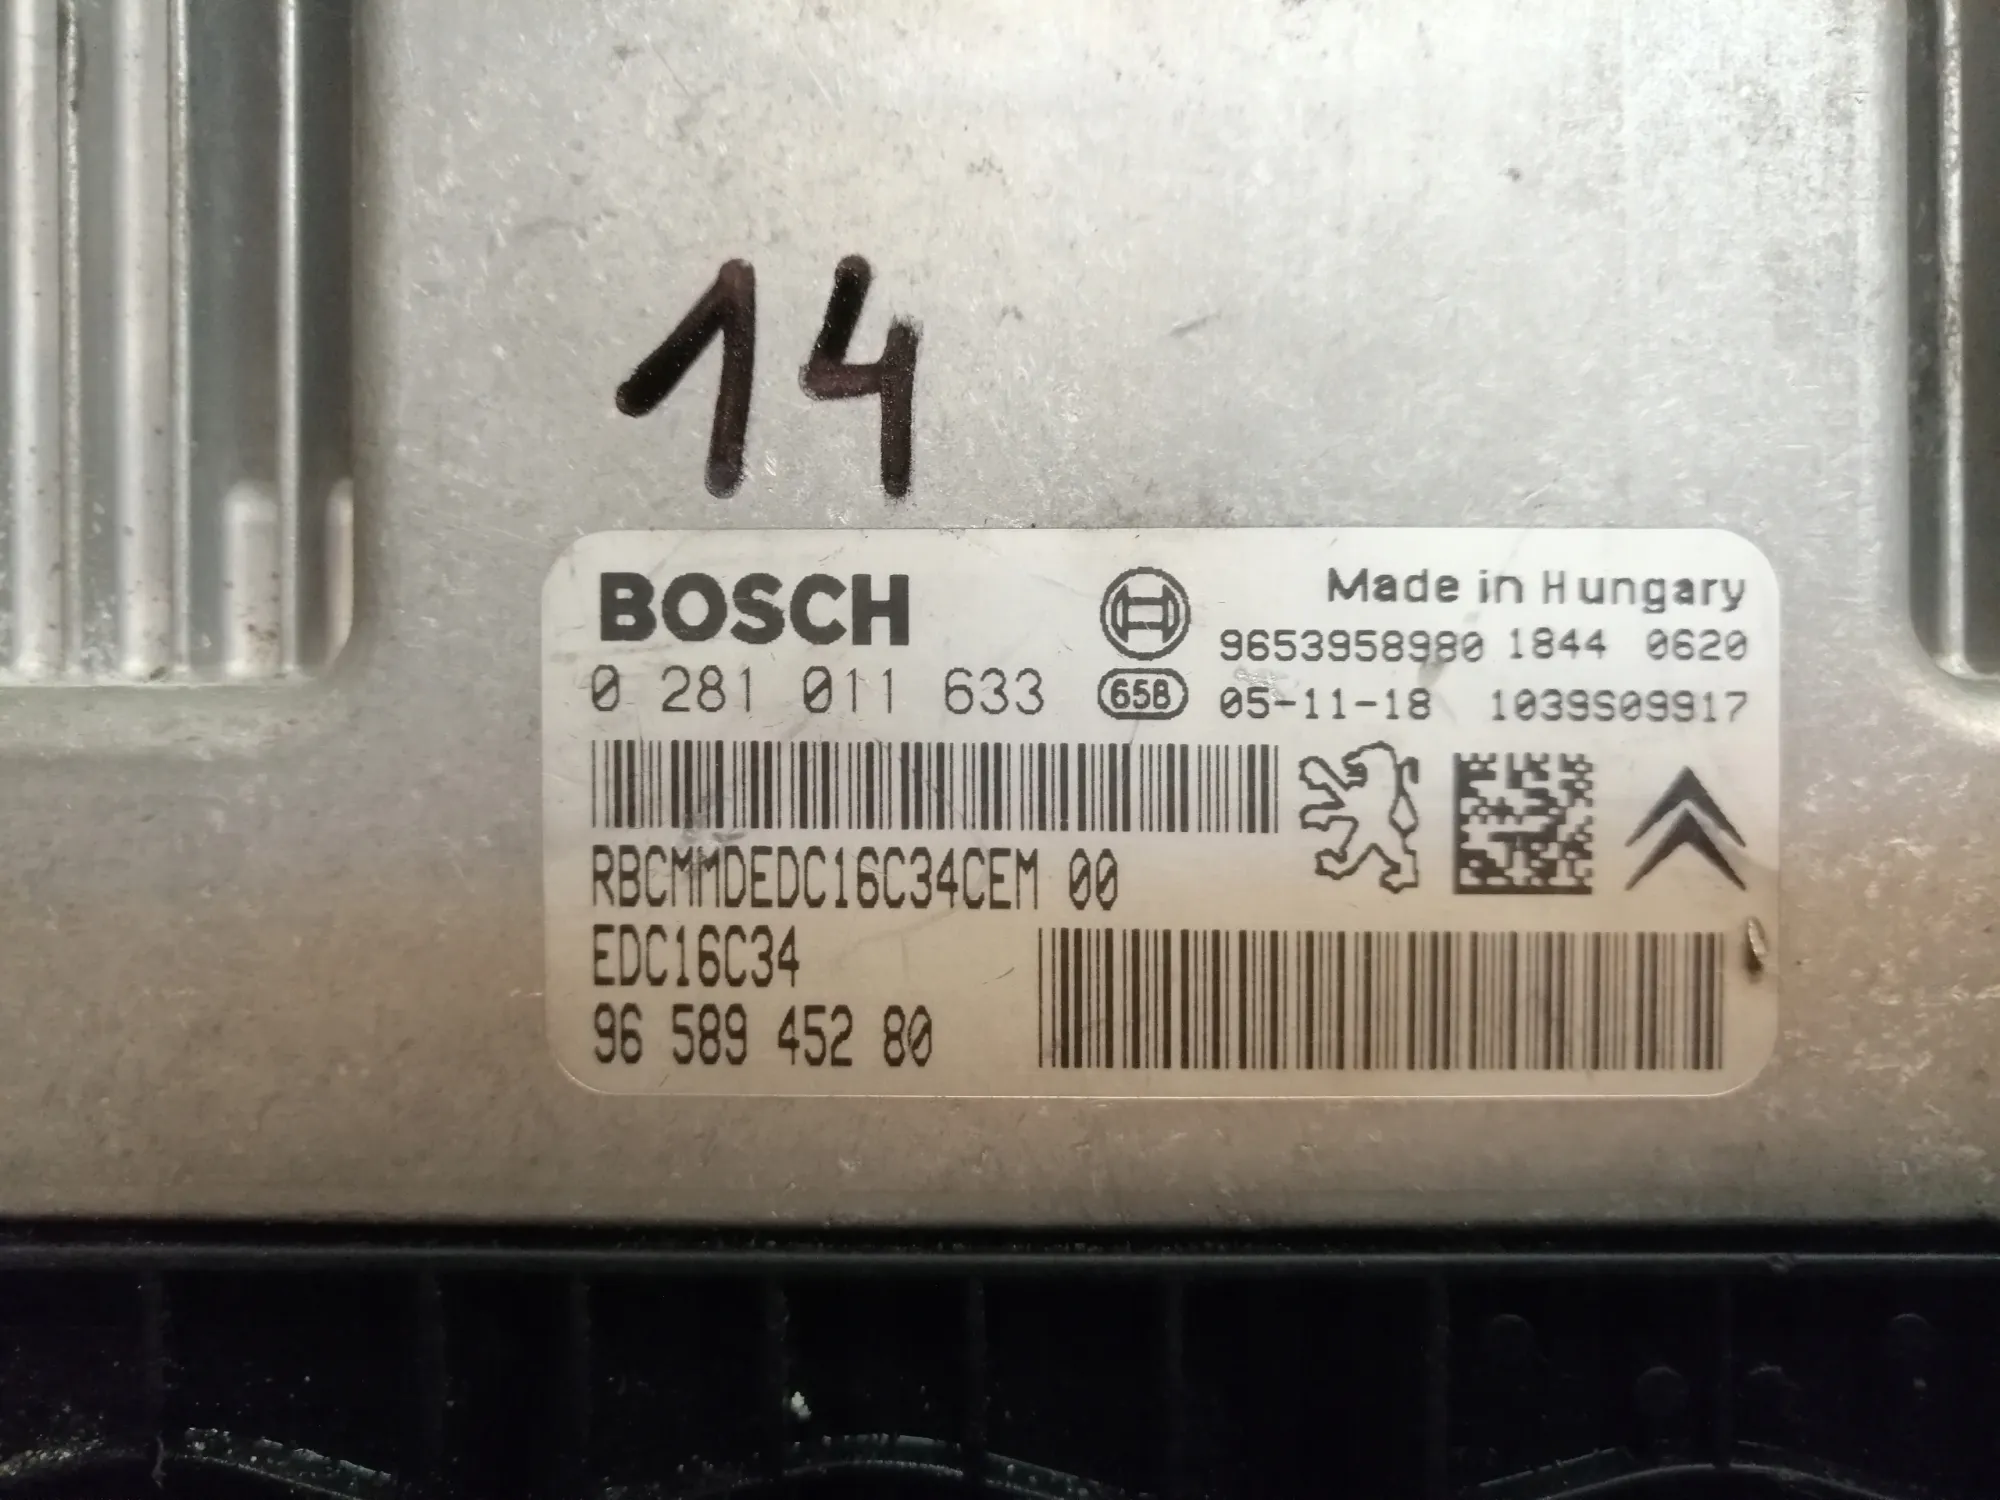 14
BOSCH
Made in Hungary
9653958980 1844 0620
0 281 011 633
658
05-11-18 1039S09917
RBCMMDEDC16C34CEM 00
EDC16C34
96 589 452 80